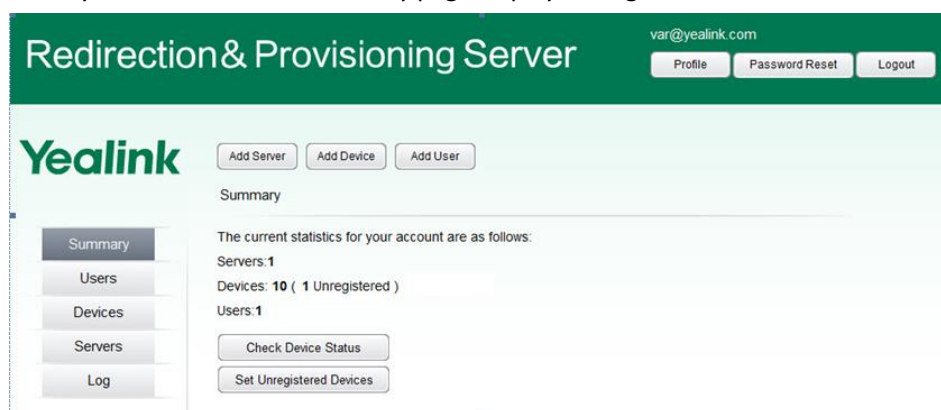 var@yealink.com
Redirection& Provisioning Server
Profile Password Reset Logout
Yealink
Add Server Add Device Add User
Summary
Summary
Users
Devices
Servers
Log
The current statistics for your account are as follows:
Servers:1
Devices: 10 ( 1 Unregistered )
Users:1
Check Device Status
Set Unregistered Devices